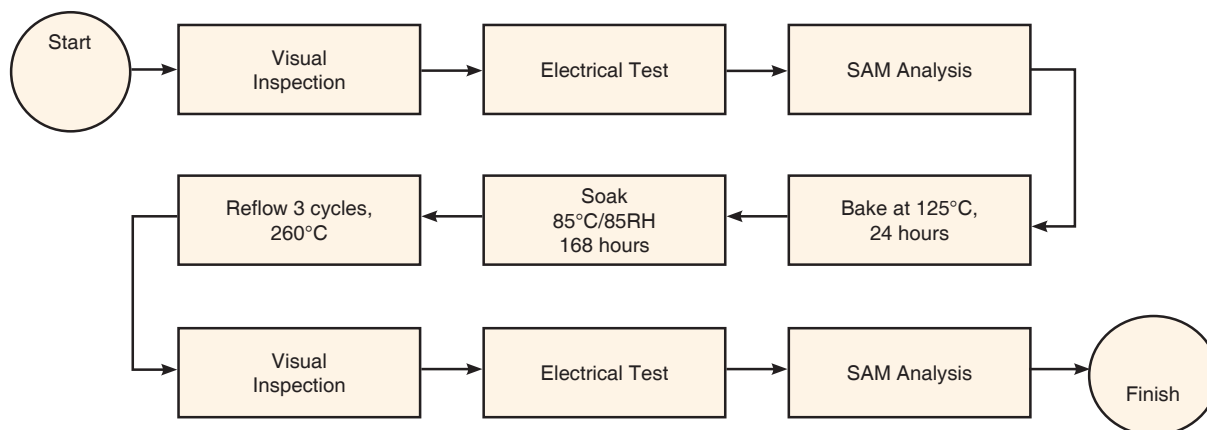 Start
Visual
Inspection
Electrical Test
SAM Analysis
Bake at 125°C,
24 hours
Soak
85°C/85RH
168 hours
Reflow 3 cycles,
260°C
Visual
Inspection
Electrical Test
SAM Analysis
Finish